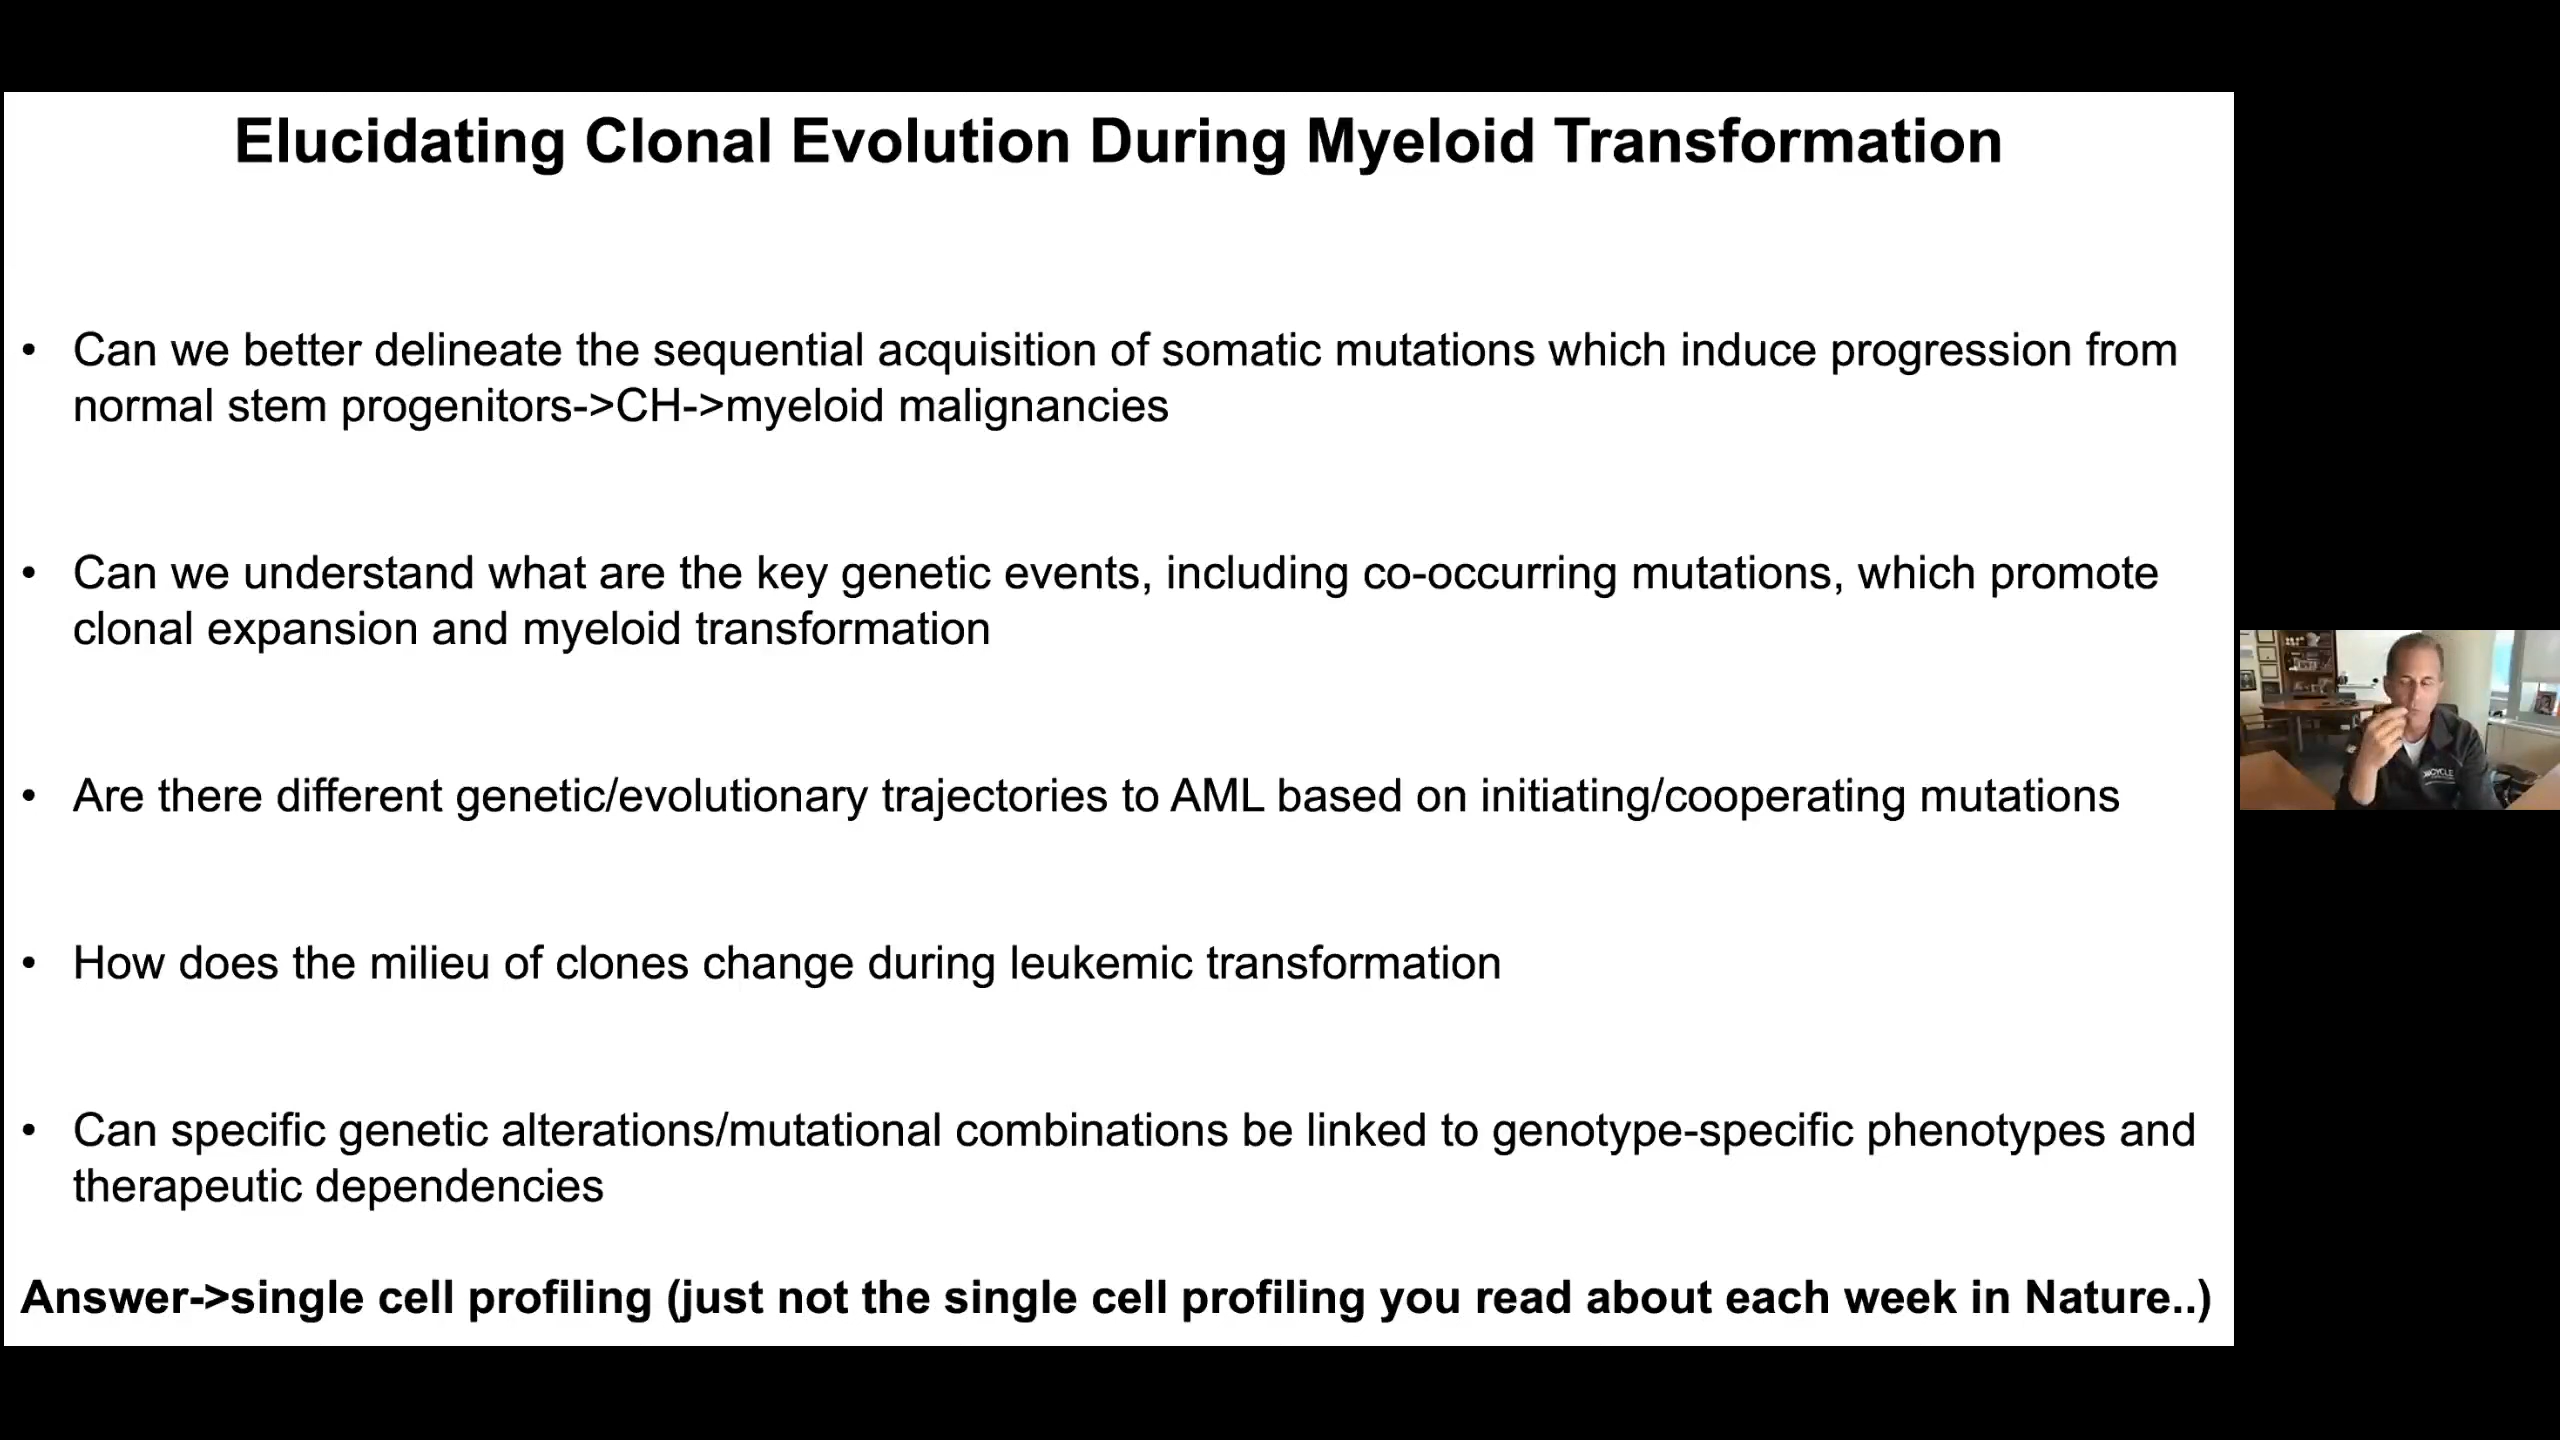 Elucidating Clonal Evolution During Myeloid Transformation
• Can we better delineate the sequential acquisition of somatic mutations which induce progression from
normal stem progenitors->CH->myeloid malignancies
• Can we understand what are the key genetic events, including co-occurring mutations, which promote
clonal expansion and myeloid transformation
• Are there different genetic/evolutionary trajectories to AML based on initiating/cooperating mutations
• How does the milieu of clones change during leukemic transformation
• Can specific genetic alterations/mutational combinations be linked to genotype-specific phenotypes and
therapeutic dependencies
Answer->single cell profiling (just not the single cell profiling you read about each week in Nature..)